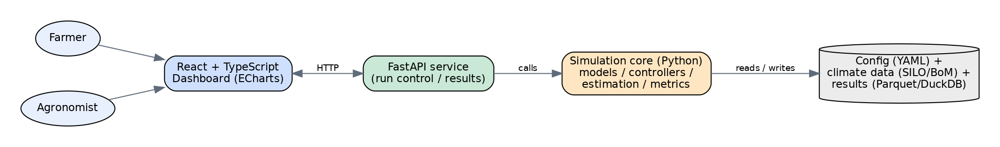 Farmer
Agronomist
React + TypeScript
Dashboard (ECharts)
HTTP
FastAPI service
(run control / results)
calls
Simulation core (Python)
models / controllers /
estimation / metrics
reads / writes
Config (YAML) +
climate data (SILO/BoM) +
results (Parquet/DuckDB)